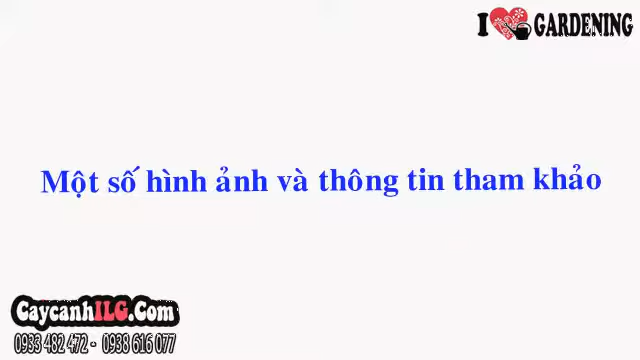 I GARDENING
Một số hình ảnh và thông tin tham khảo
CaycanhILG.Com
0933 482 472 - 0938 616 077